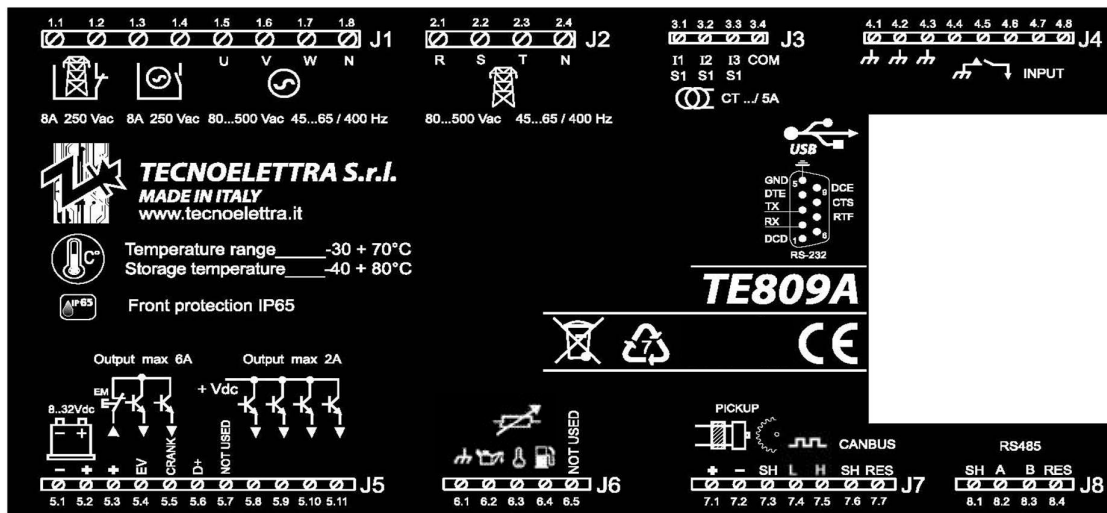 1.1 1.2 1.3 1.4 1.5 1.6 1.7 1.8
J1
U V W N
8A 250 Vac 8A 250 Vac 80...500 Vac 45...65 / 400 Hz
2.1 2.2 2.3 2.4
J2
R S T N
80...500 Vac 45...65 / 400 Hz
3.1 3.2 3.3 3.4
J3
I1 I2 I3 COM
S1 S1 S1
CT .../ 5A
4.1 4.2 4.3 4.4 4.5 4.6 4.7 4.8
J4
INPUT
TECNOELETTRA S.r.l.
MADE IN ITALY
www.tecnoelettra.it
C°
Temperature range_____-30 + 70°C
Storage temperature____-40 + 80°C
IP65
Front protection IP65
USB
GND 5 9 DCE
DTE CTS
TX RTF
RX
DCD 1 6
RS-232
TE809A
7
CE
Output max 6A Output max 2A
EM
+ Vdc
8..32Vdc
- +
- + + EV CRANK D+ NOT USED
J5
5.1 5.2 5.3 5.4 5.5 5.6 5.7 5.8 5.9 5.10 5.11
NOT USED
J6
6.1 6.2 6.3 6.4 6.5
PICKUP
CANBUS
+ - SH L H SH RES
J7
7.1 7.2 7.3 7.4 7.5 7.6 7.7
RS485
SH A B RES
J8
8.1 8.2 8.3 8.4